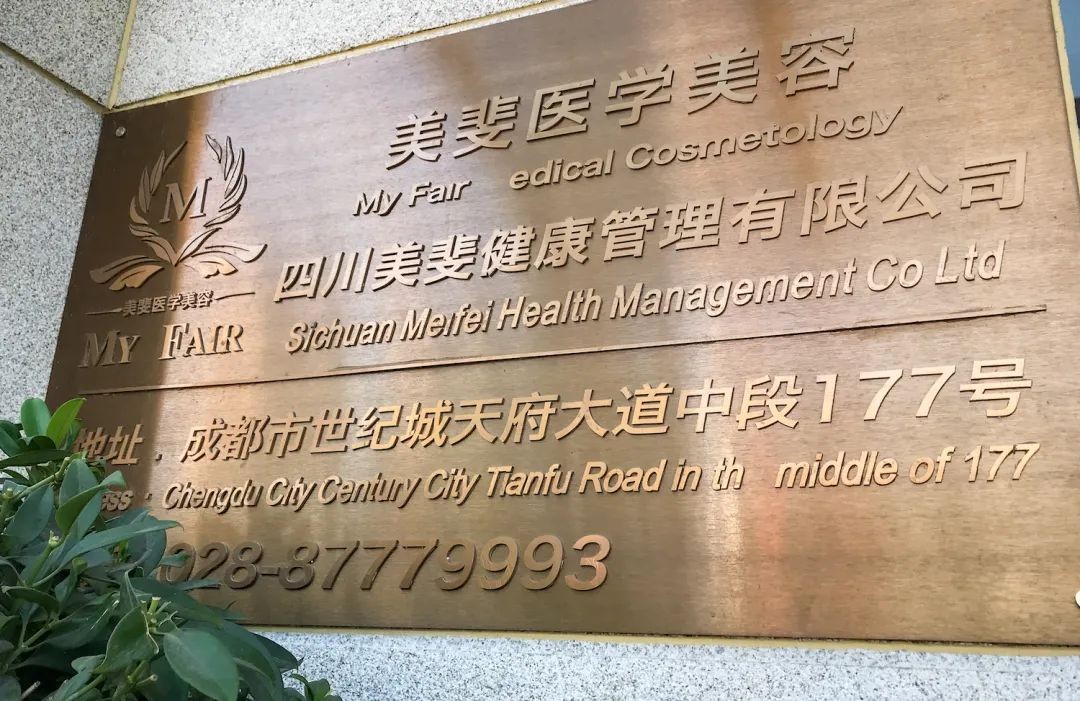 美斐医学美容
My Fair edical Cosmetology
四川美斐健康管理有限公司
Sichuan Meifei Health Management Co Ltd
M
美斐医学美容
MY FAIR
地址：成都市世纪城天府大道中段177号
ess : Chengdu City Century City Tianfu Road in th middle of 177
028-87779993